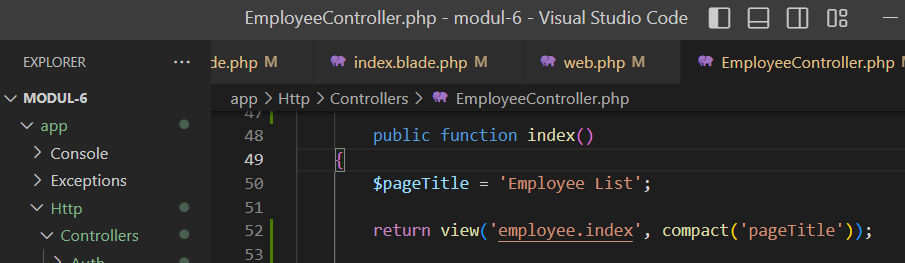 EmployeeController.php - modul-6 - Visual Studio Code
EXPLORER ...
de.php M index.blade.php M web.php M EmployeeController.php M
MODUL-6
app > Http > Controllers > EmployeeController.php
app
Console
Exceptions
Http
Controllers
Auth
47
48 public function index()
49 {
50 $pageTitle = 'Employee List';
51
52 return view('employee.index', compact('pageTitle'));
53